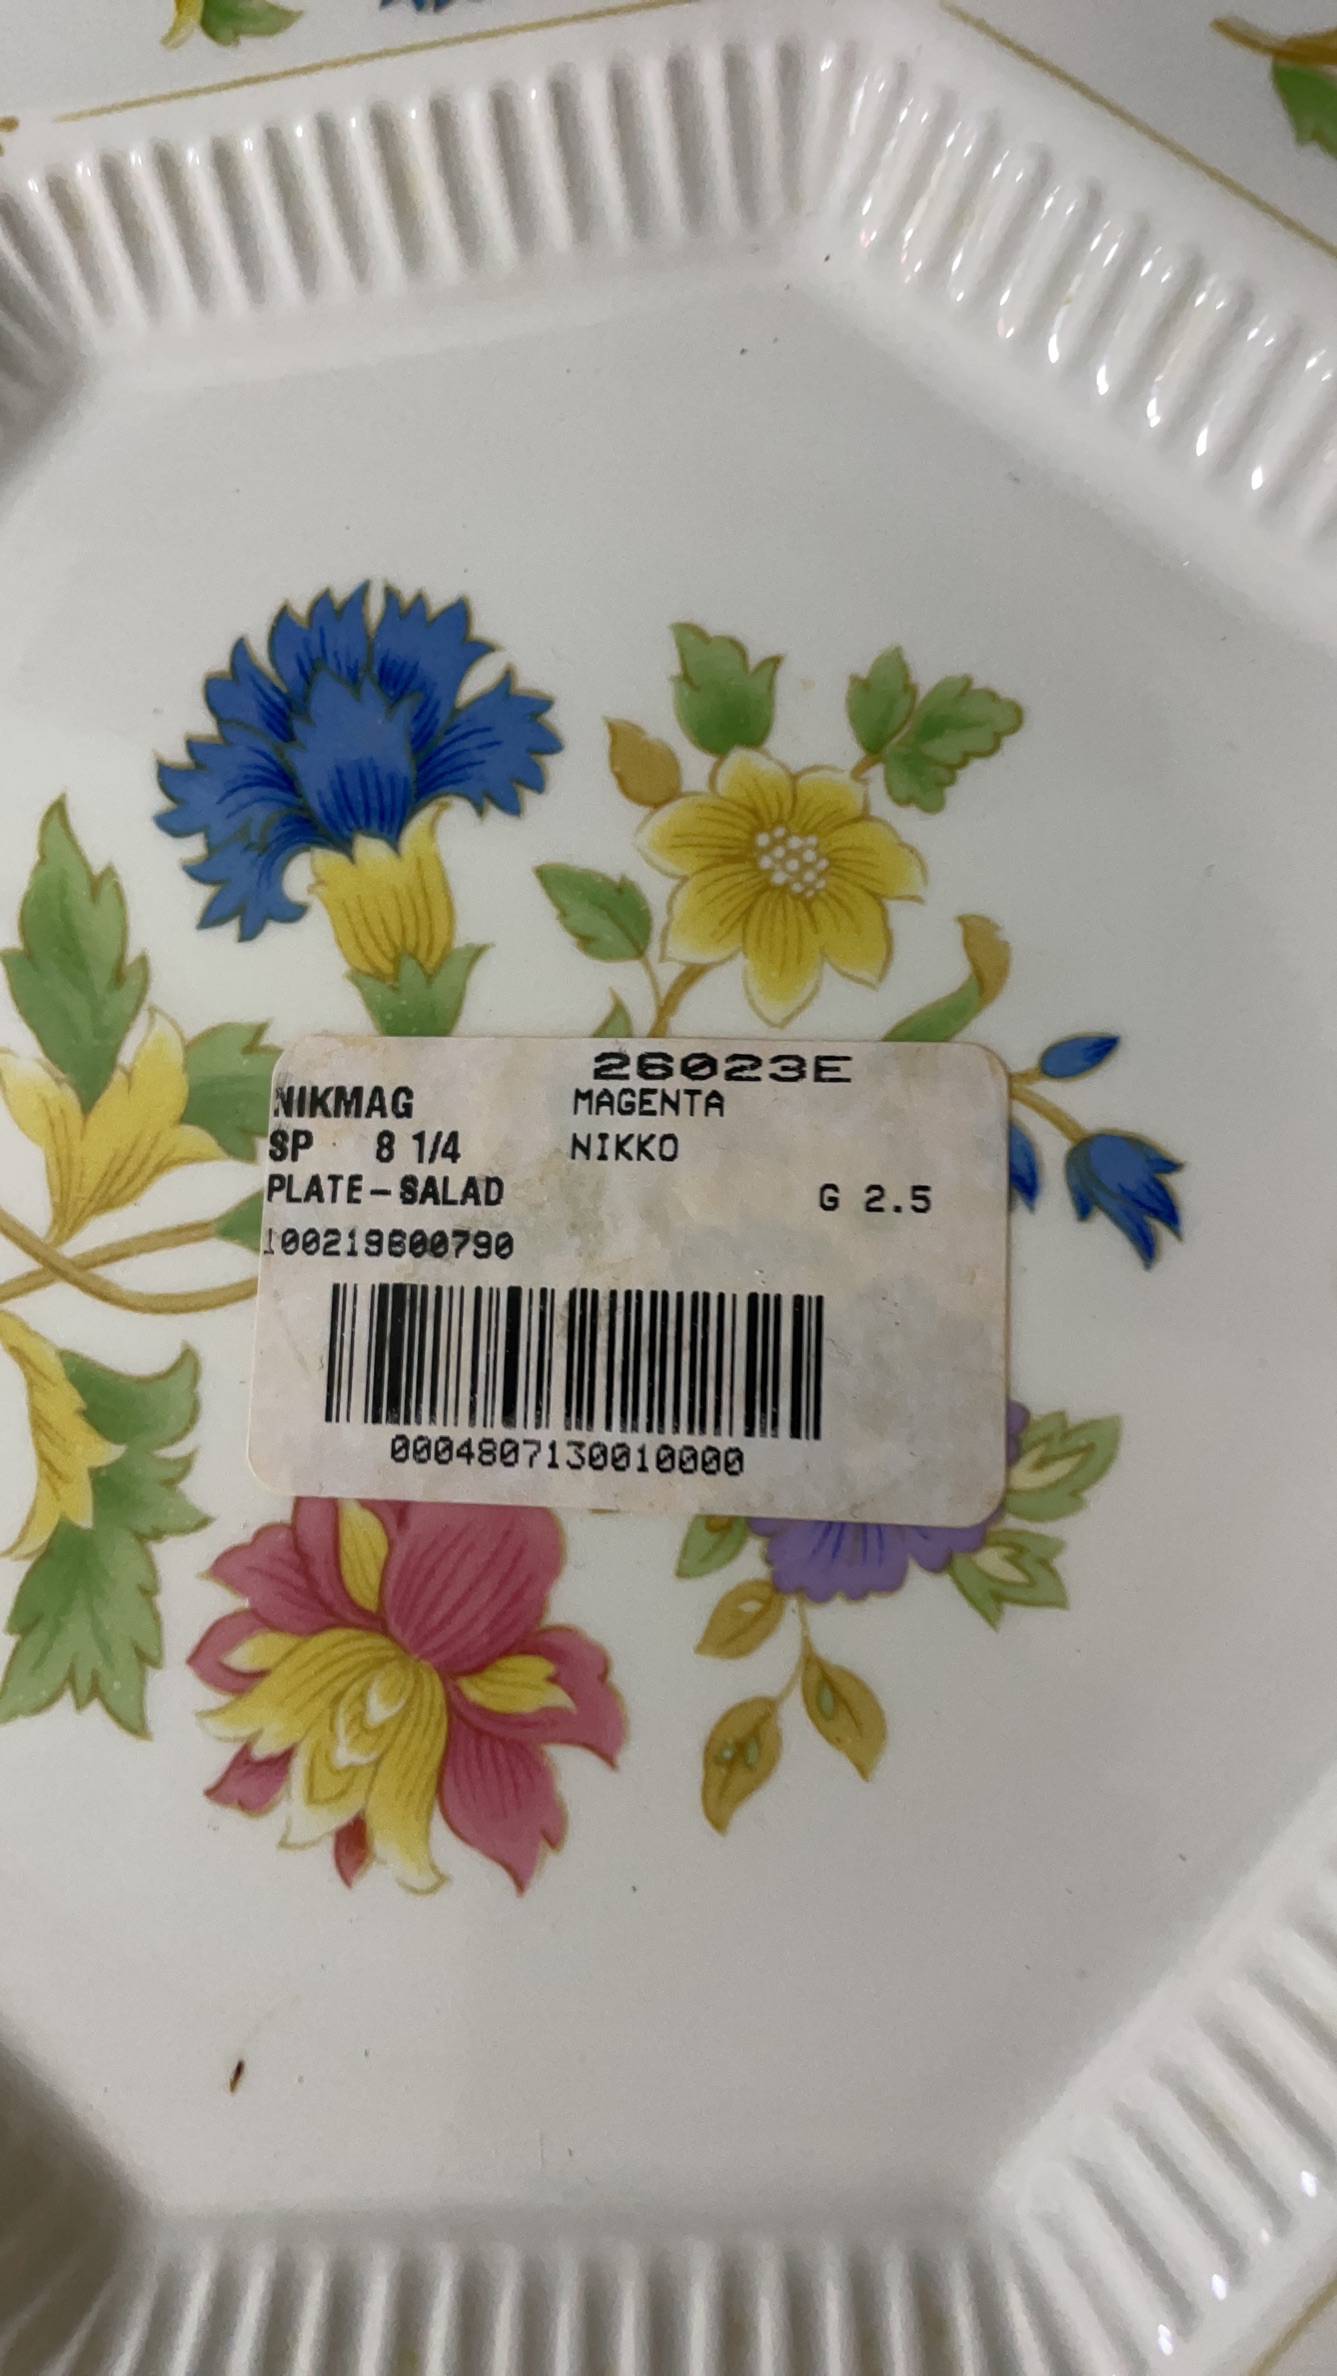 26023E
NIKMAG MAGENTA
SP 8 1/4 NIKKO
PLATE-SALAD G 2.5
100219600790
0004807130010000